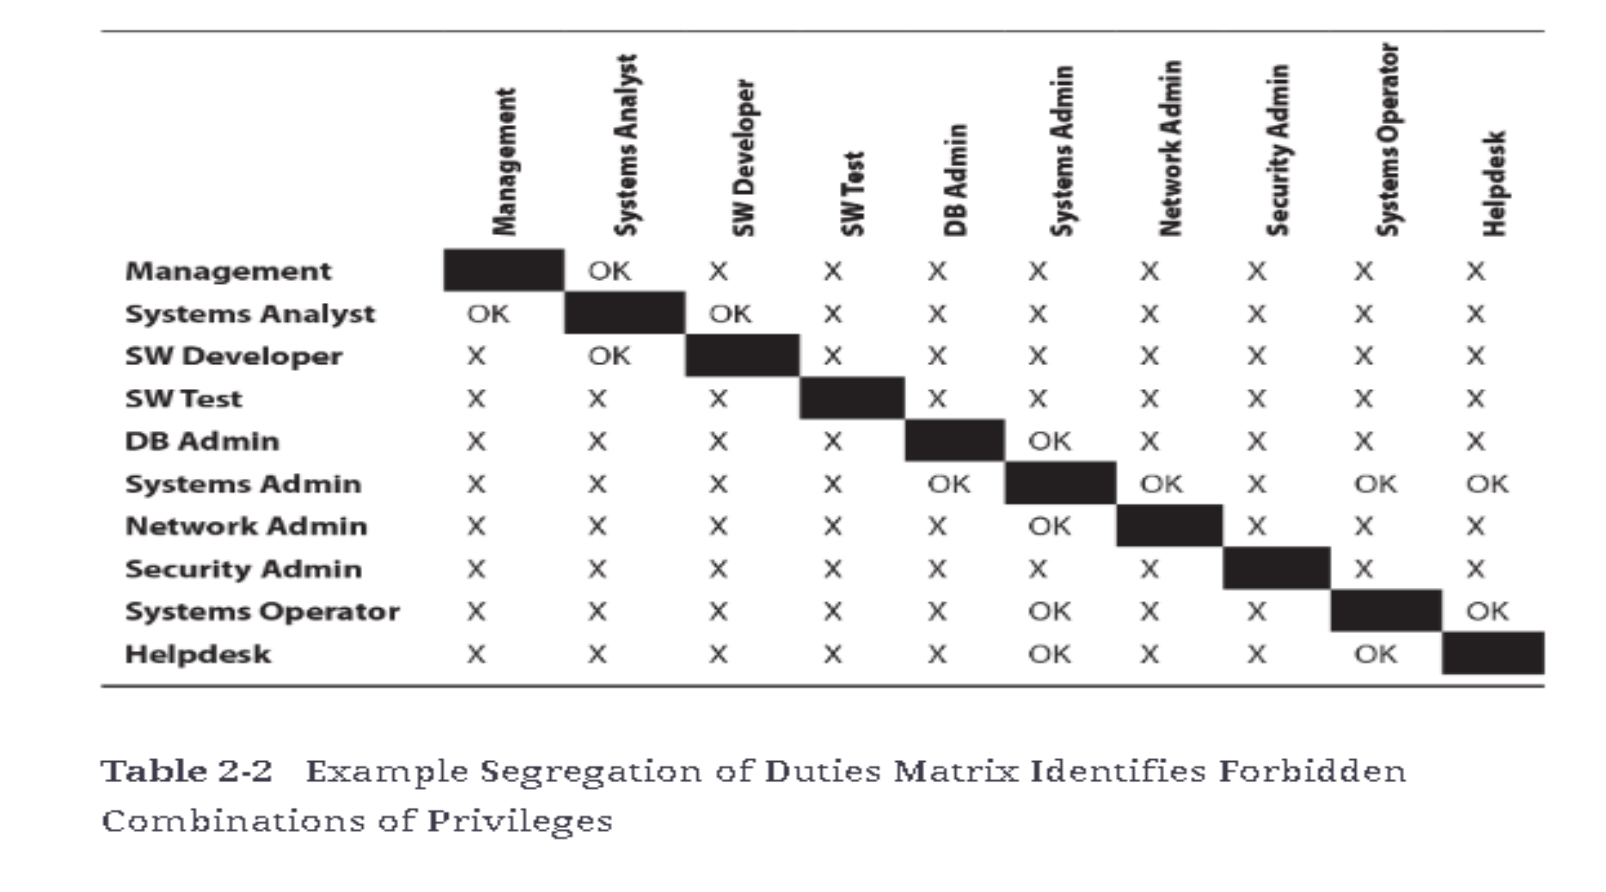 Management Systems Analyst SW Developer SW Test DB Admin Systems Admin Network Admin Security Admin Systems Operator Helpdesk
Management OK X X X X X X X X
Systems Analyst OK OK X X X X X X X
SW Developer X OK X X X X X X X
SW Test X X X X X X X X X
DB Admin X X X X OK X X X X
Systems Admin X X X X OK OK X OK OK
Network Admin X X X X X OK X X X
Security Admin X X X X X X X X X
Systems Operator X X X X X OK X X OK
Helpdesk X X X X X OK X X OK
Table 2-2 Example Segregation of Duties Matrix Identifies Forbidden
Combinations of Privileges